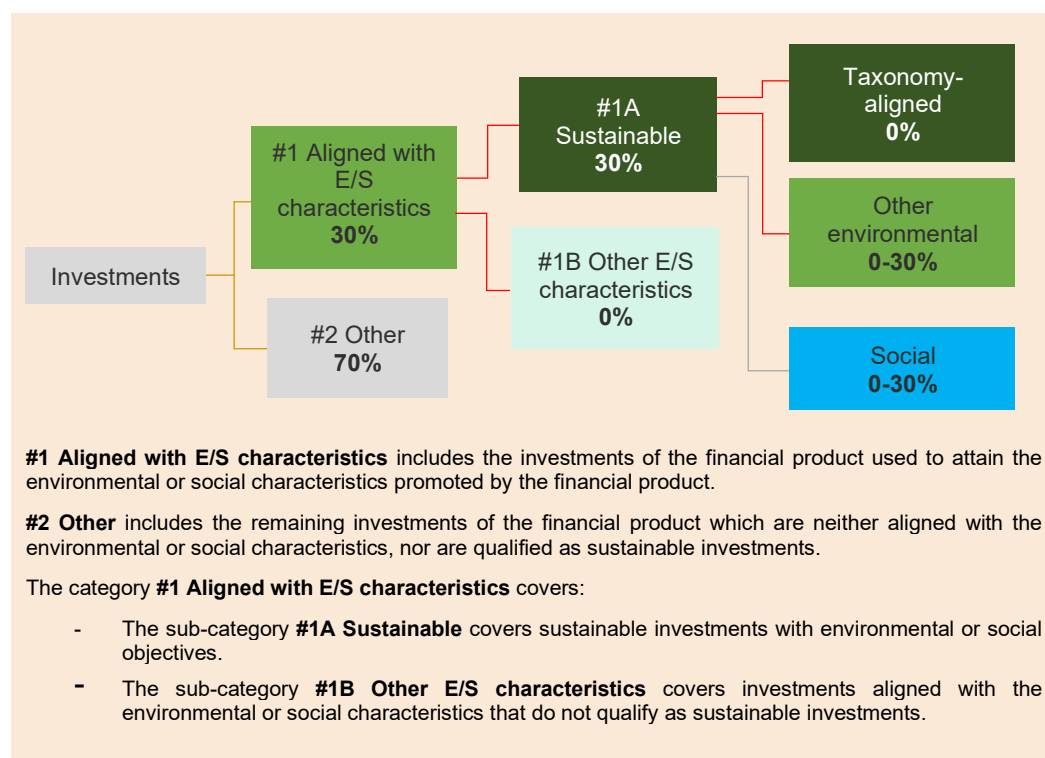 Investments
#1 Aligned with
E/S
characteristics
30%
#2 Other
70%
#1A
Sustainable
30%
#1B Other E/S
characteristics
0%
Taxonomy-
aligned
0%
Other
environmental
0-30%
Social
0-30%
#1 Aligned with E/S characteristics includes the investments of the financial product used to attain the
environmental or social characteristics promoted by the financial product.
#2 Other includes the remaining investments of the financial product which are neither aligned with the
environmental or social characteristics, nor are qualified as sustainable investments.
The category #1 Aligned with E/S characteristics covers:
- The sub-category #1A Sustainable covers sustainable investments with environmental or social
objectives.
- The sub-category #1B Other E/S characteristics covers investments aligned with the
environmental or social characteristics that do not qualify as sustainable investments.